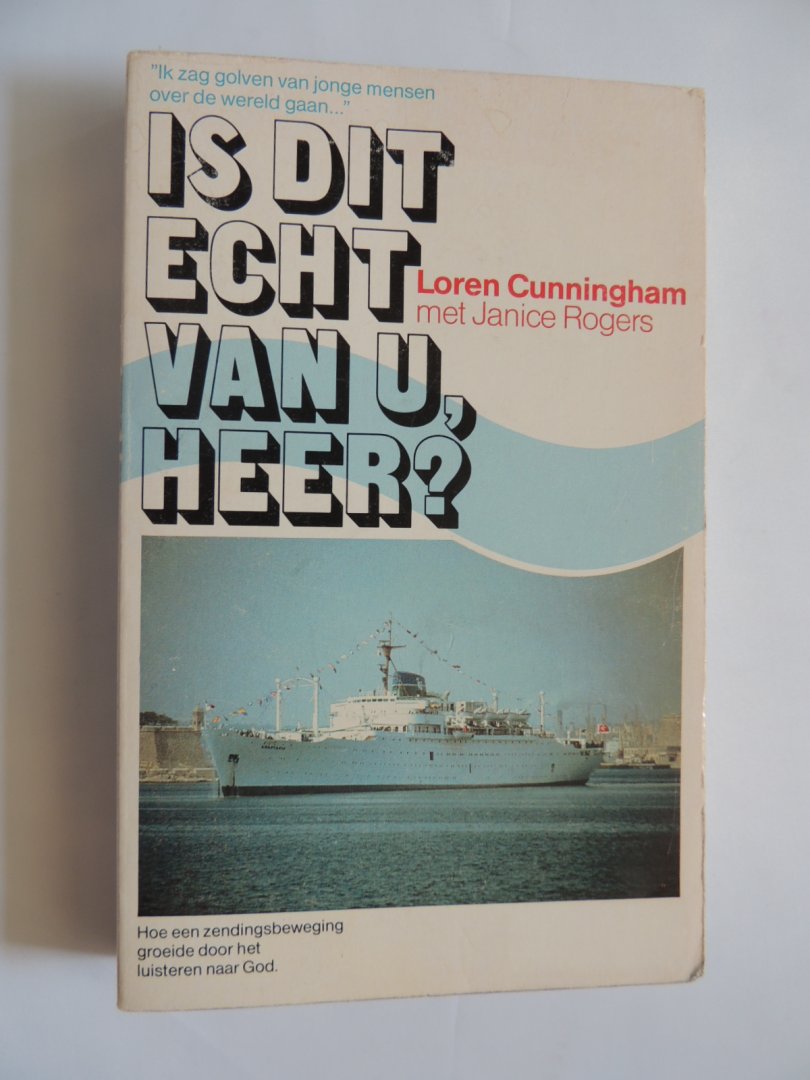 "Ik zag golven van jonge mensen
over de wereld gaan..."
IS DIT
ECHT
VAN U,
HEER?
Loren Cunningham
met Janice Rogers
Hoe een zendingsbeweging
groeide door het
luisteren naar God.